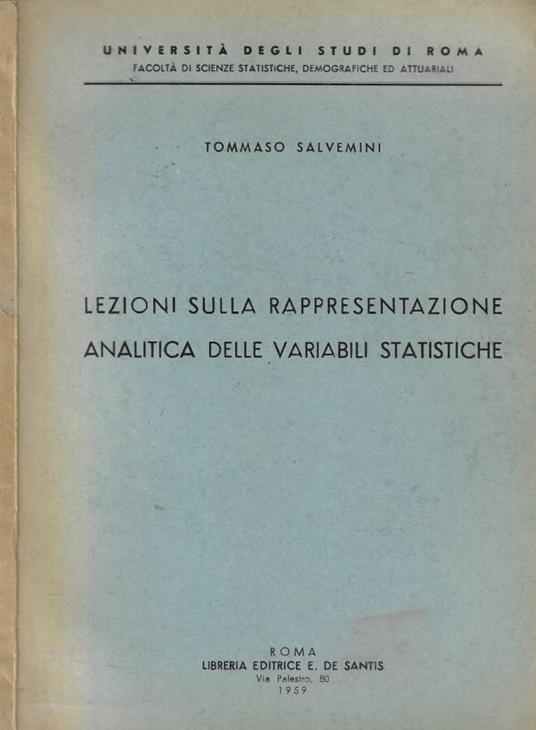 UNIVERSITÀ DEGLI STUDI DI ROMA
FACOLTÀ DI SCIENZE STATISTICHE, DEMOGRAFICHE ED ATTUARIALI
TOMMASO SALVEMINI
LEZIONI SULLA RAPPRESENTAZIONE
ANALITICA DELLE VARIABILI STATISTICHE
ROMA
LIBRERIA EDITRICE E. DE SANTIS
Via Palestro, 80
1959